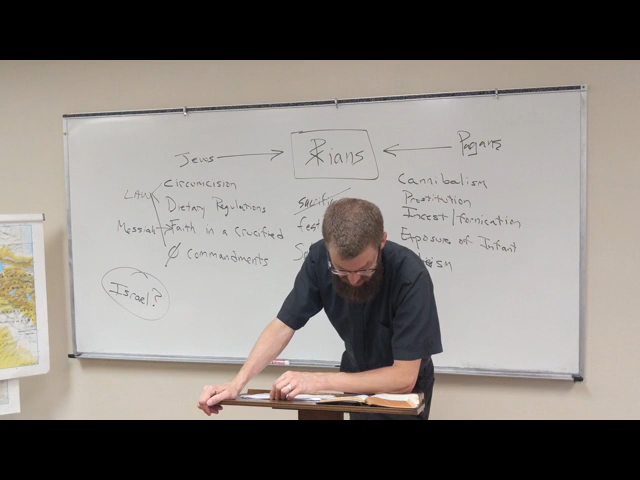 Jews
☧ians
Pagans
Circumcision
Law
Dietary Regulations
Messiah
Faith in a Crucified
∅ Commandments
Israel?
Cannibalism
Prostitution
Incest/fornication
Exposure of Infant